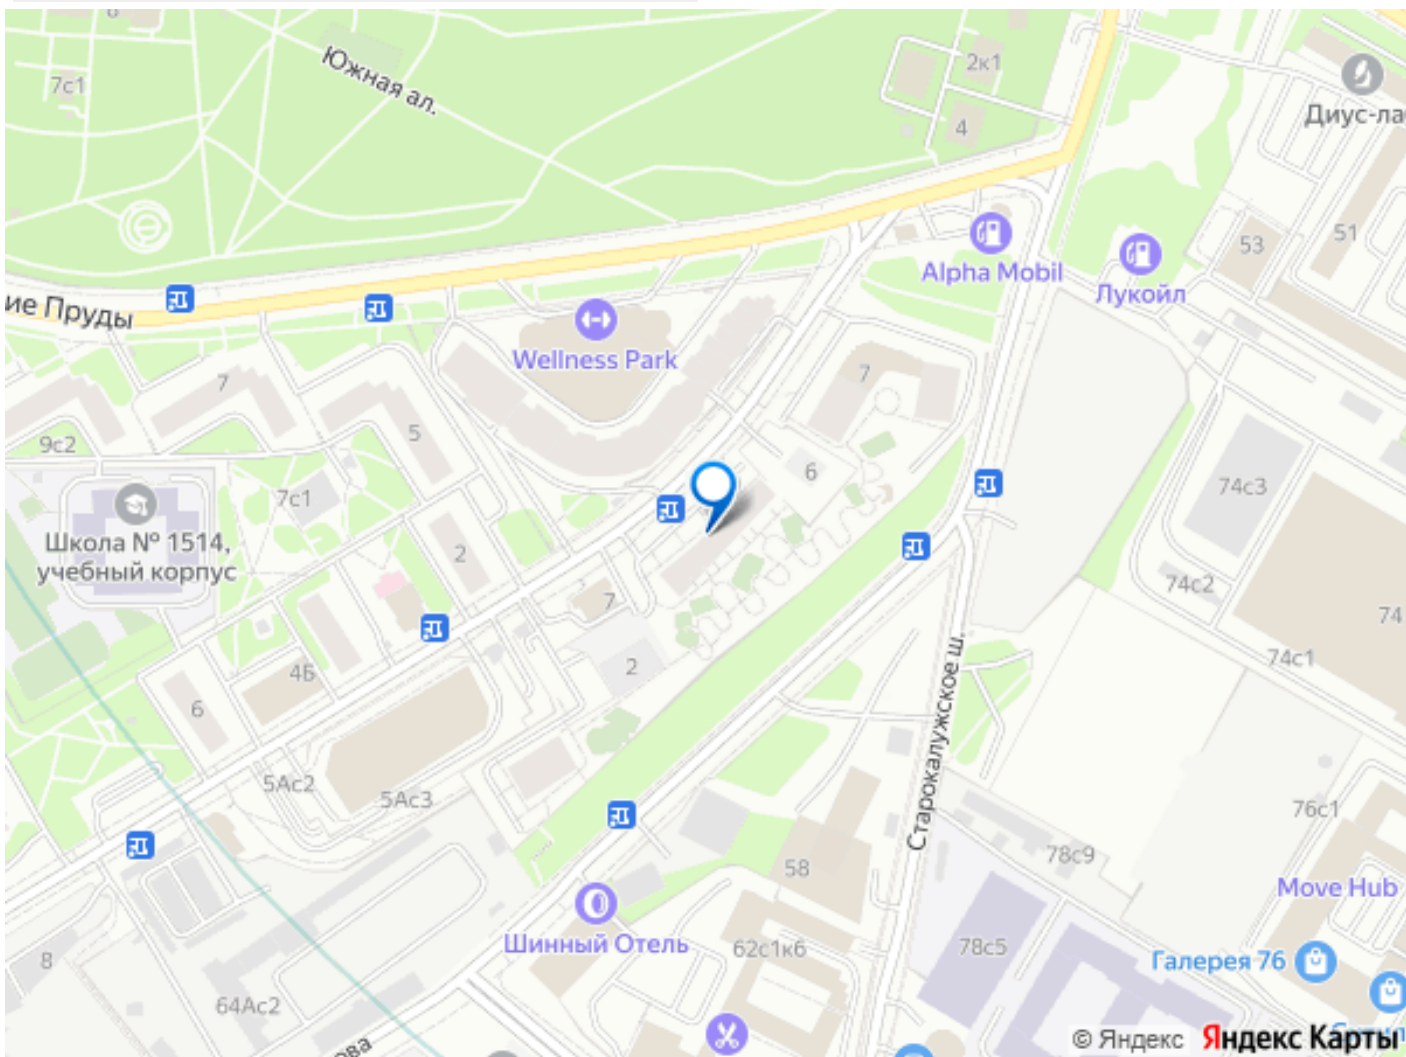 7с1
Южная ал.
2к1
4
Диус-ла
53
51
Alpha Mobil
Лукойл
ие Пруды
Wellness Park
7
7
5
9с2
7с1
6
74с3
Школа № 1514,
учебный корпус
2
7
74с2
74
2
74с1
4Б
6
Старокалужское ш.
5Ас2
5Ас3
76с1
58
78с9
Move Hub
Шинный Отель
62с1к6
78с5
Галерея 76
8
64Ас2
ова
© Яндекс Яндекс Карты